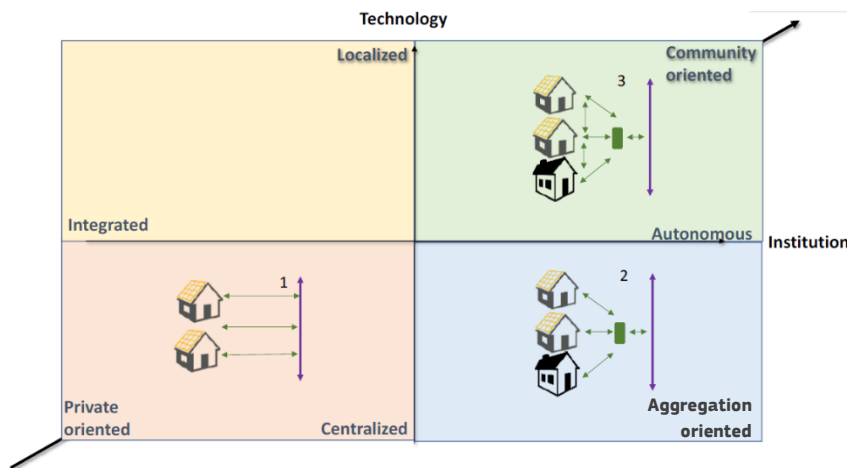 Technology
Localized
Community
oriented
3
Integrated
Autonomous
Institution
1
2
Private
oriented
Centralized
Aggregation
oriented